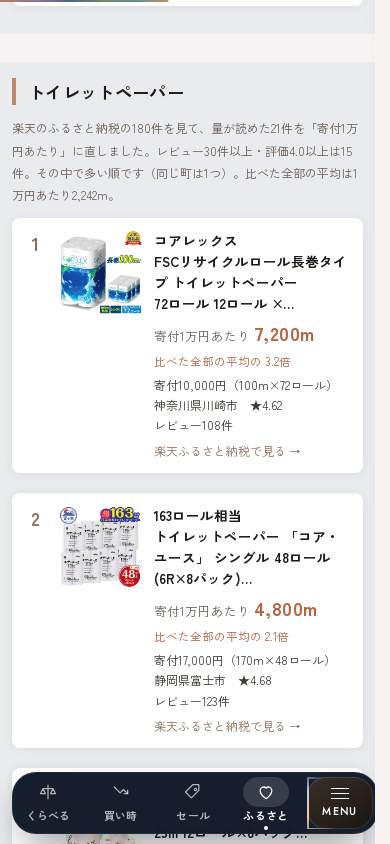 トイレットペーパー
楽天のふるさと納税の180件を見て、量が読めた21件を「寄付1万
円あたり」に直しました。レビュー30件以上・評価4.0以上は15
件。その中で多い順です（同じ町は1つ）。比べた全部の平均は1
万円あたり2,242m。
1
コアレックス
FSCリサイクルロール長巻タイ
プ トイレットペーパー
72ロール 12ロール ×...
寄付1万円あたり 7,200m
比べた全部の平均の 3.2倍
寄付10,000円（100m×72ロール）
神奈川県川崎市 ★4.62
レビュー108件
楽天ふるさと納税で見る →
2
163ロール相当
トイレットペーパー 「コア・
ユース」 シングル 48ロール
(6R×8パック)...
寄付1万円あたり 4,800m
比べた全部の平均の 2.1倍
寄付17,000円（170m×48ロール）
静岡県富士市 ★4.68
レビュー123件
楽天ふるさと納税で見る →
くらべる
買い時
セール
ふるさと
MENU